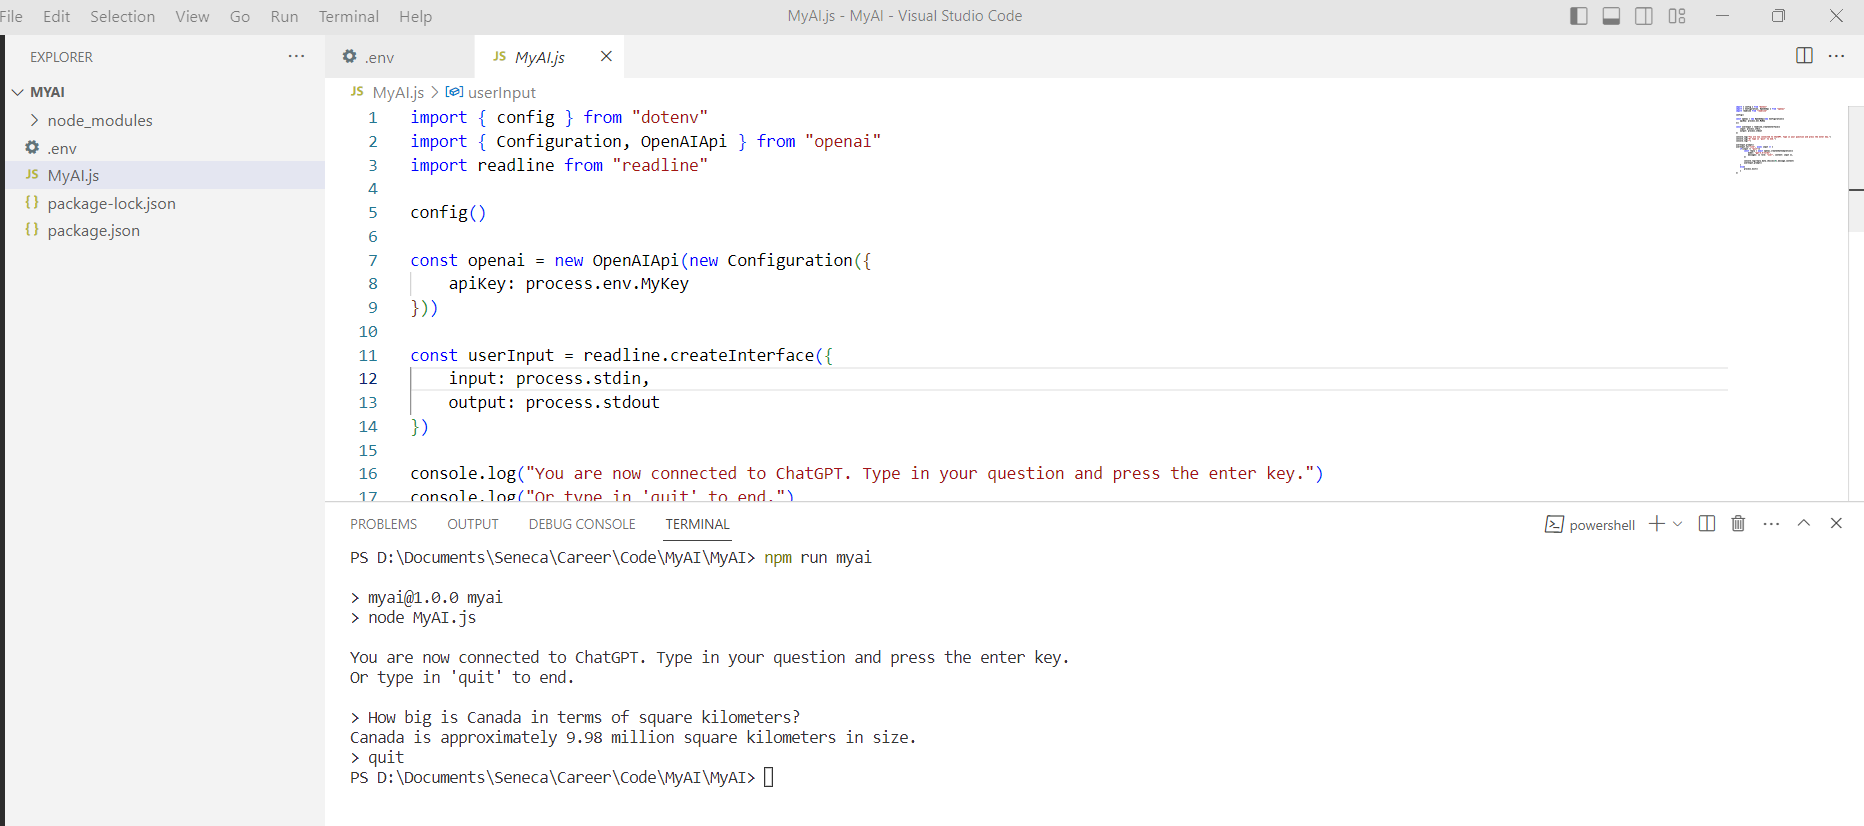 File Edit Selection View Go Run Terminal Help
MyAI.js - MyAI - Visual Studio Code
EXPLORER
MYAI
node_modules
.env
JS MyAI.js
{} package-lock.json
{} package.json
.env
JS MyAI.js
JS MyAI.js > userInput
1 import { config } from "dotenv"
2 import { Configuration, OpenAIApi } from "openai"
3 import readline from "readline"
4
5 config()
6
7 const openai = new OpenAIApi(new Configuration({
8 apiKey: process.env.MyKey
9 }))
10
11 const userInput = readline.createInterface({
12 input: process.stdin,
13 output: process.stdout
14 })
15
16 console.log("You are now connected to ChatGPT. Type in your question and press the enter key.")
17 console.log("Or type in 'quit' to end.")
PROBLEMS OUTPUT DEBUG CONSOLE TERMINAL
powershell
PS D:\Documents\Seneca\Career\Code\MyAI\MyAI> npm run myai
> myai@1.0.0 myai
> node MyAI.js
You are now connected to ChatGPT. Type in your question and press the enter key.
Or type in 'quit' to end.
> How big is Canada in terms of square kilometers?
Canada is approximately 9.98 million square kilometers in size.
> quit
PS D:\Documents\Seneca\Career\Code\MyAI\MyAI>